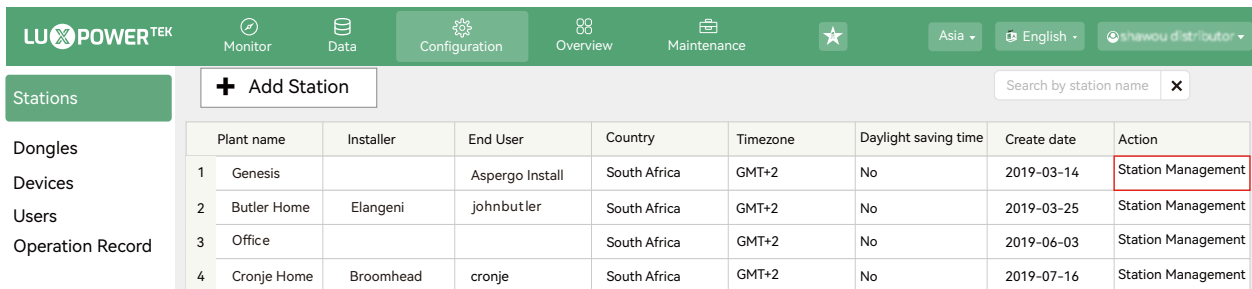 LUXPOWERTEK
Monitor Data Configuration Overview Maintenance Asia English shawou distributor
Stations
Add Station Search by station name
Dongles
Devices
Users
Operation Record
Plant name Installer End User Country Timezone Daylight saving time Create date Action
1 Genesis Aspergo Install South Africa GMT+2 No 2019-03-14 Station Management
2 Butler Home Elangeni johnbutler South Africa GMT+2 No 2019-03-25 Station Management
3 Office South Africa GMT+2 No 2019-06-03 Station Management
4 Cronje Home Broomhead cronje South Africa GMT+2 No 2019-07-16 Station Management